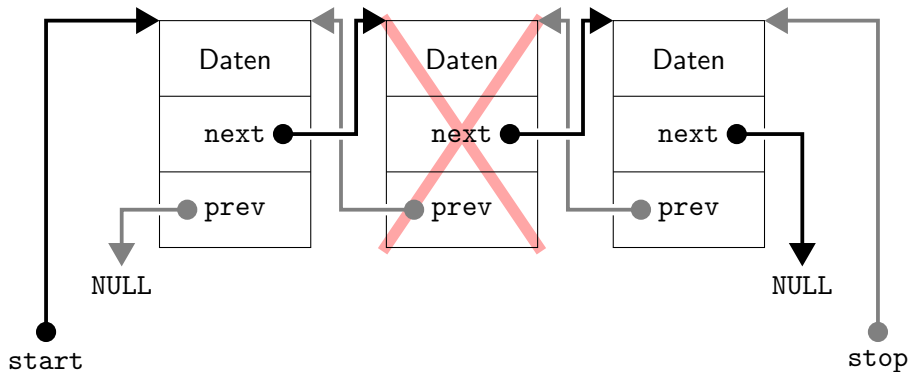 Daten Daten Daten
next next next
prev prev prev
NULL NULL
start stop